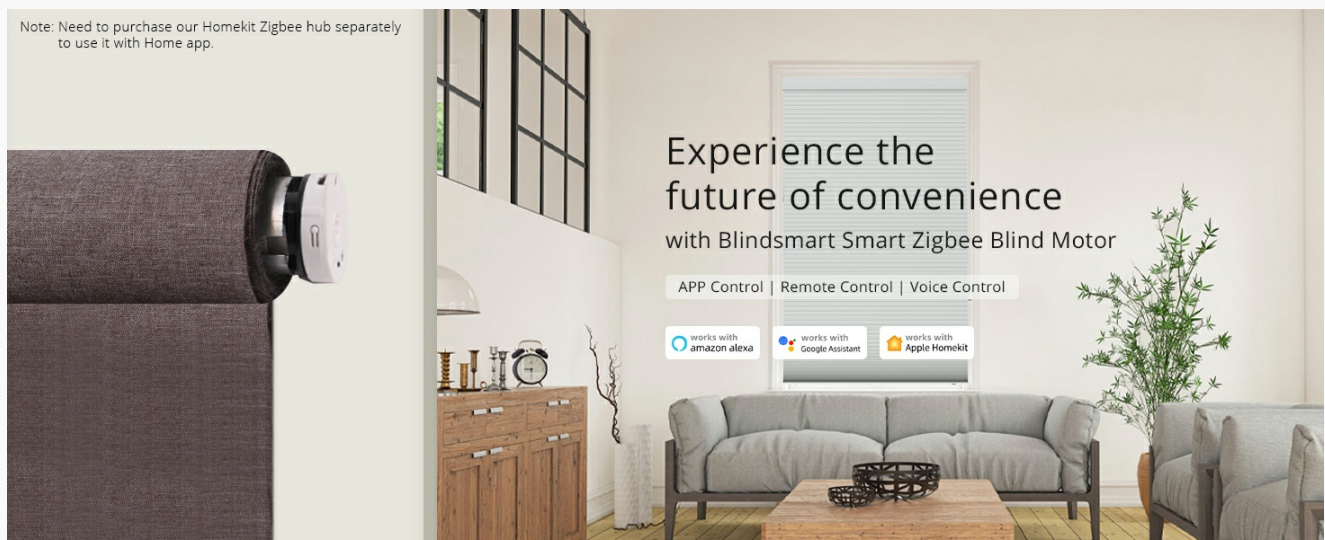 Note: Need to purchase our Homekit Zigbee hub separately
to use it with Home app.
Experience the
future of convenience
with Blindsmart Smart Zigbee Blind Motor
APP Control | Remote Control | Voice Control
works with
amazon alexa
works with
Google Assistant
works with
Apple Homekit